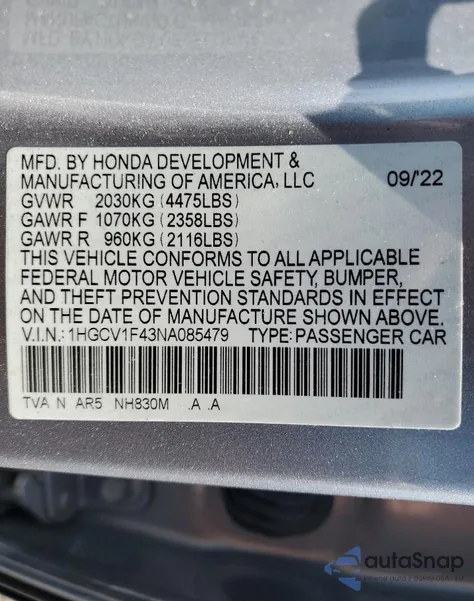 MFD. BY HONDA DEVELOPMENT &
MANUFACTURING OF AMERICA, LLC 09/'22
GVWR 2030KG(4475LBS)
GAWR F 1070KG(2358LBS)
GAWR R 960KG(2116LBS)
THIS VEHICLE CONFORMS TO ALL APPLICABLE
FEDERAL MOTOR VEHICLE SAFETY, BUMPER,
AND THEFT PREVENTION STANDARDS IN EFFECT
ON THE DATE OF MANUFACTURE SHOWN ABOVE.
V.I.N.: 1HGCV1F43NA085479 TYPE: PASSENGER CAR
TVA N AR5 NH830M .A .A
autoSnap